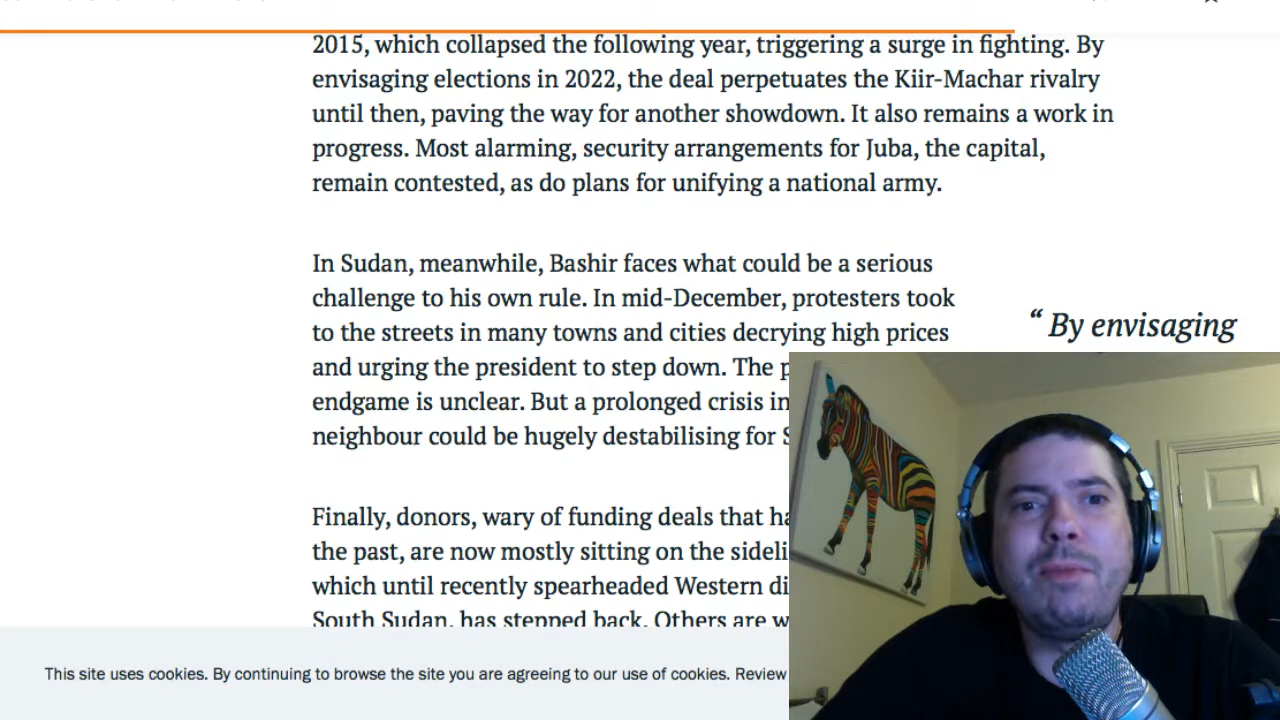 2015, which collapsed the following year, triggering a surge in fighting. By
envisaging elections in 2022, the deal perpetuates the Kiir-Machar rivalry
until then, paving the way for another showdown. It also remains a work in
progress. Most alarming, security arrangements for Juba, the capital,
remain contested, as do plans for unifying a national army.
In Sudan, meanwhile, Bashir faces what could be a serious
challenge to his own rule. In mid-December, protesters took
to the streets in many towns and cities decrying high prices
and urging the president to step down. The
endgame is unclear. But a prolonged crisis in
neighbour could be hugely destabilising for
“ By envisaging
Finally, donors, wary of funding deals that
the past, are now mostly sitting on the
which until recently spearheaded Western
South Sudan, has stepped back. Others are
This site uses cookies. By continuing to browse the site you are agreeing to our use of cookies. Review